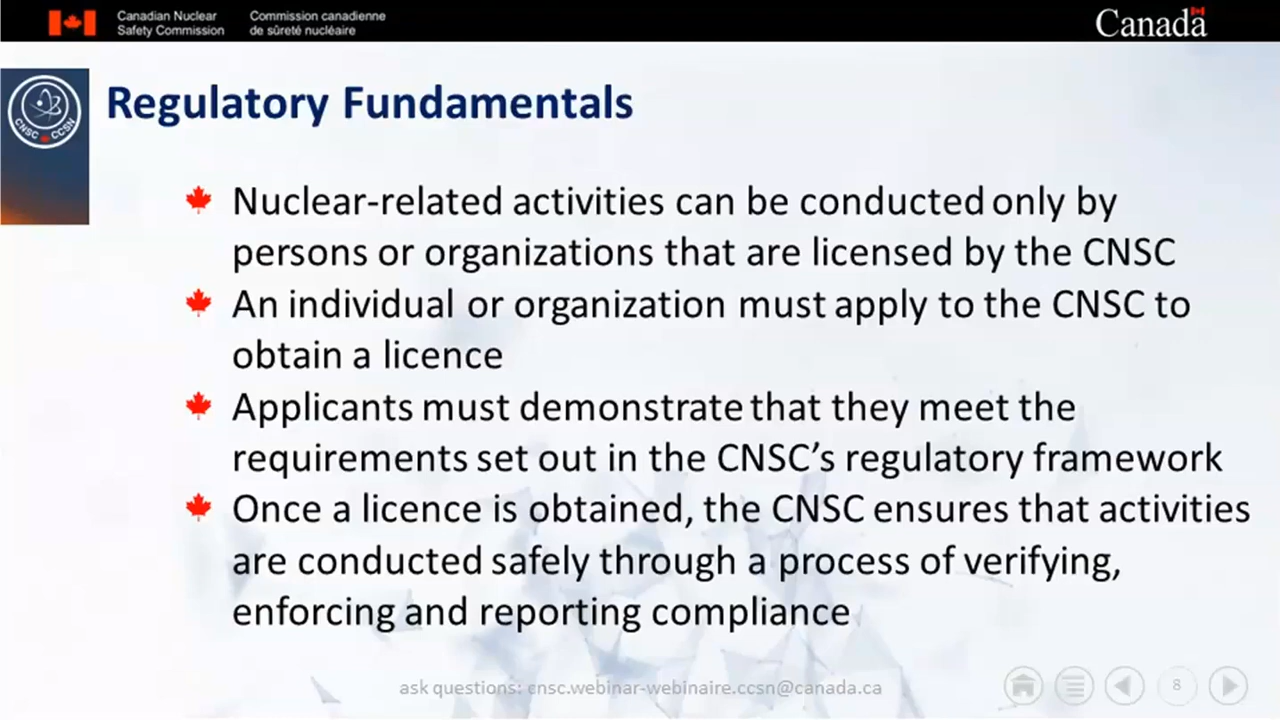 Canadian Nuclear
Safety Commission
Commission canadienne
de sûreté nucléaire
Canada
CNSC CCSN
Regulatory Fundamentals
Nuclear-related activities can be conducted only by
persons or organizations that are licensed by the CNSC
An individual or organization must apply to the CNSC to
obtain a licence
Applicants must demonstrate that they meet the
requirements set out in the CNSC’s regulatory framework
Once a licence is obtained, the CNSC ensures that activities
are conducted safely through a process of verifying,
enforcing and reporting compliance
ask questions: cnsc.webinar-webinaire.ccsn@canada.ca
8